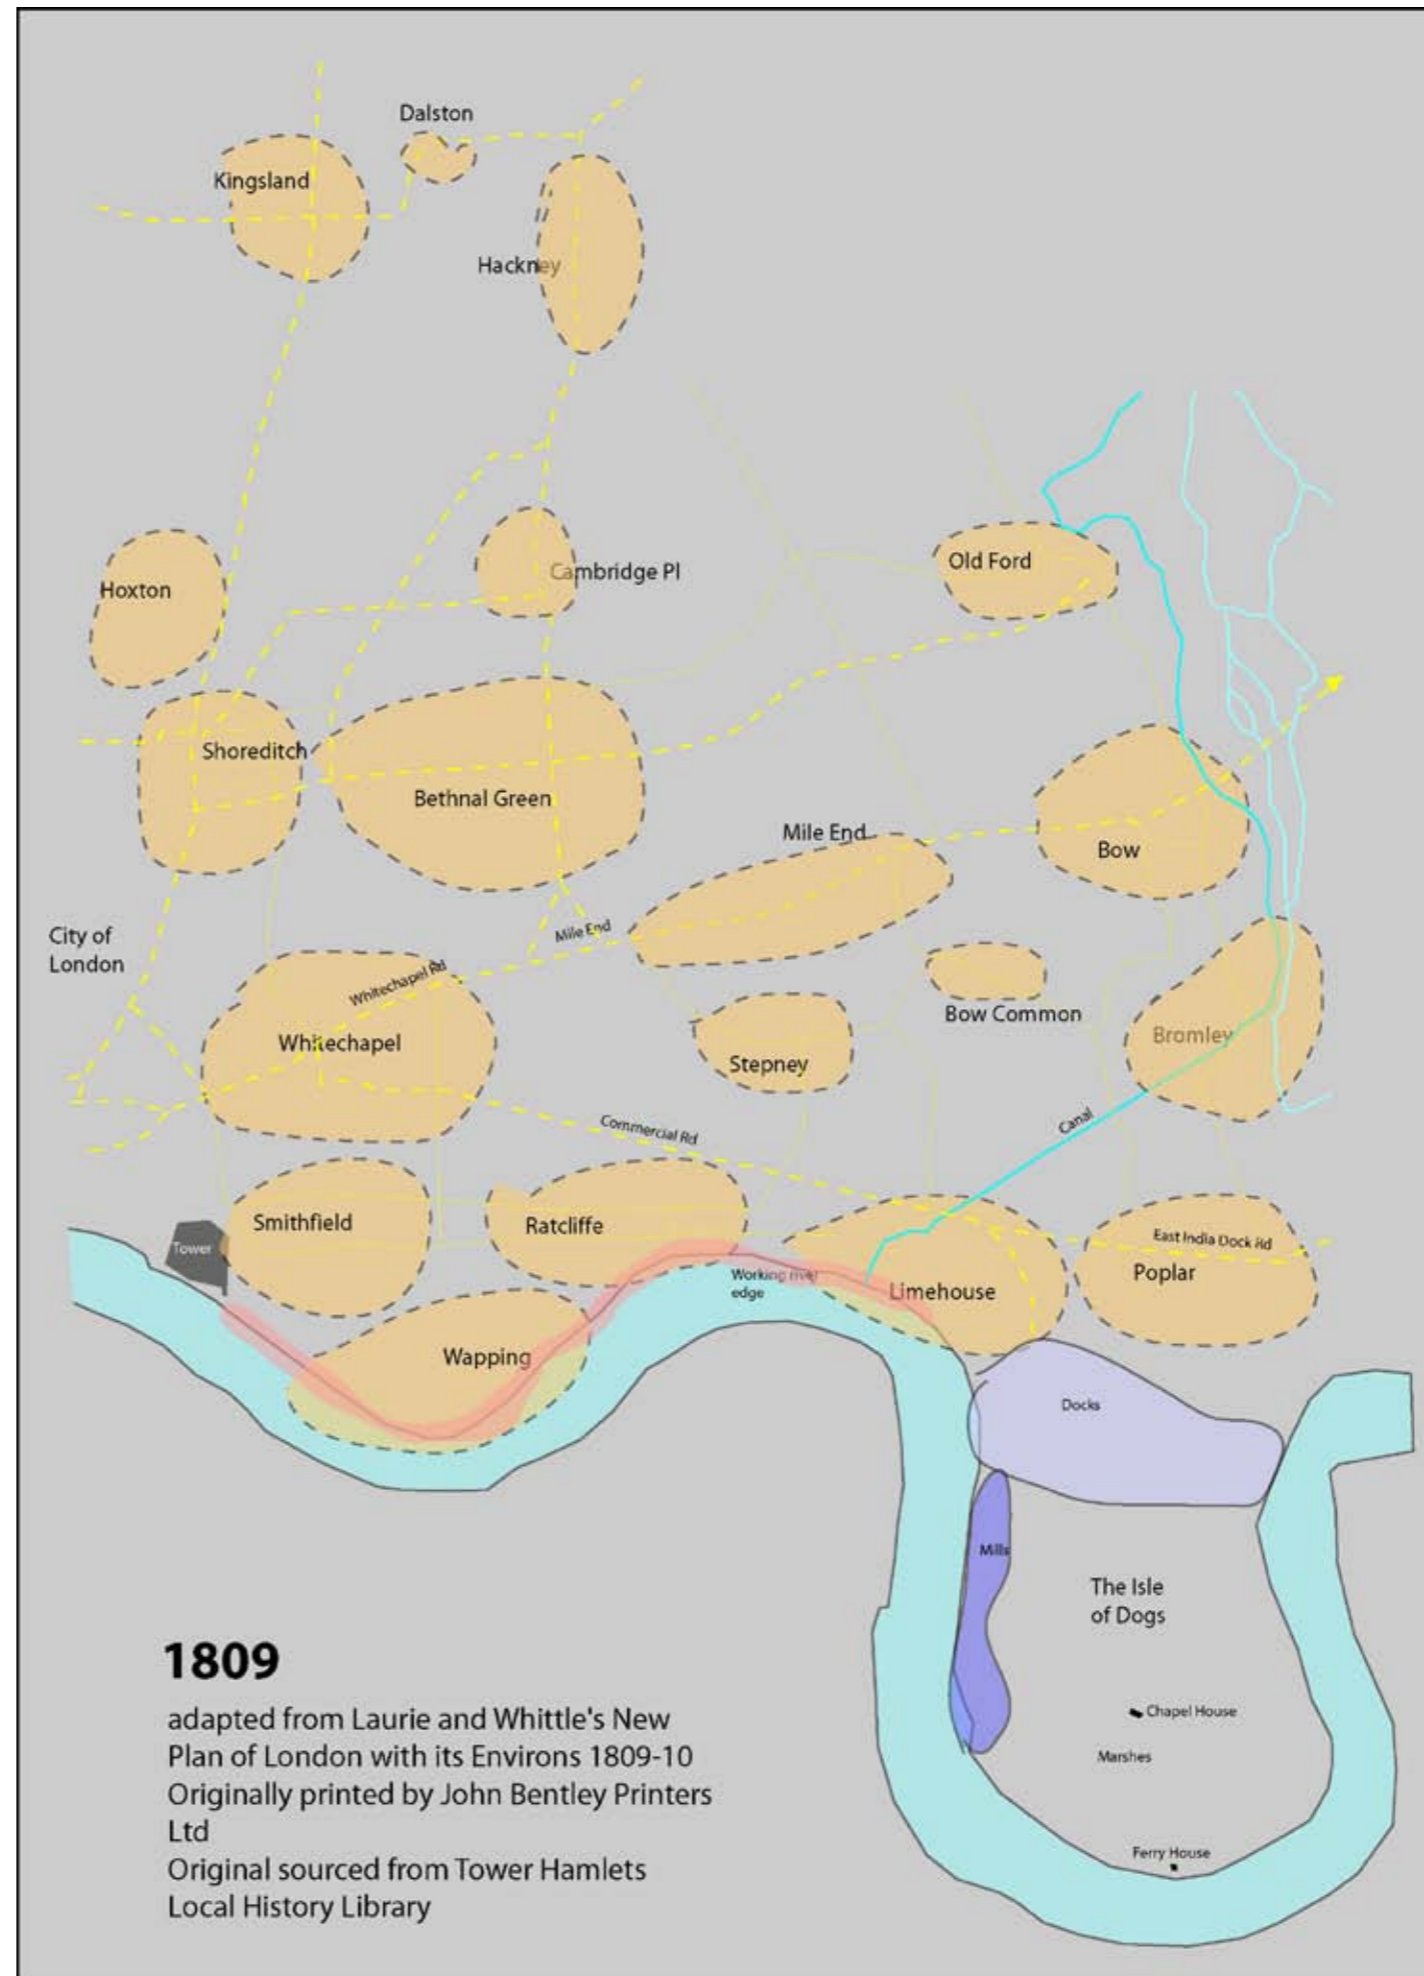 Dalston
Kingsland
Hackney
Old Ford
Cambridge Pl
Hoxton
Shoreditch
Bethnal Green
Mile End
Bow
City of
London
Mile End
Whitechapel Rd
Bow Common
Whitechapel
Bromley
Stepney
Canal
Commercial Rd
Smithfield
Ratcliffe
Tower
East India Dock Rd
Poplar
Working river
edge
Limehouse
Wapping
Docks
Mills
The Isle
of Dogs
Chapel House
Marshes
Ferry House
1809
adapted from Laurie and Whittle's New
Plan of London with its Environs 1809-10
Originally printed by John Bentley Printers
Ltd
Original sourced from Tower Hamlets
Local History Library